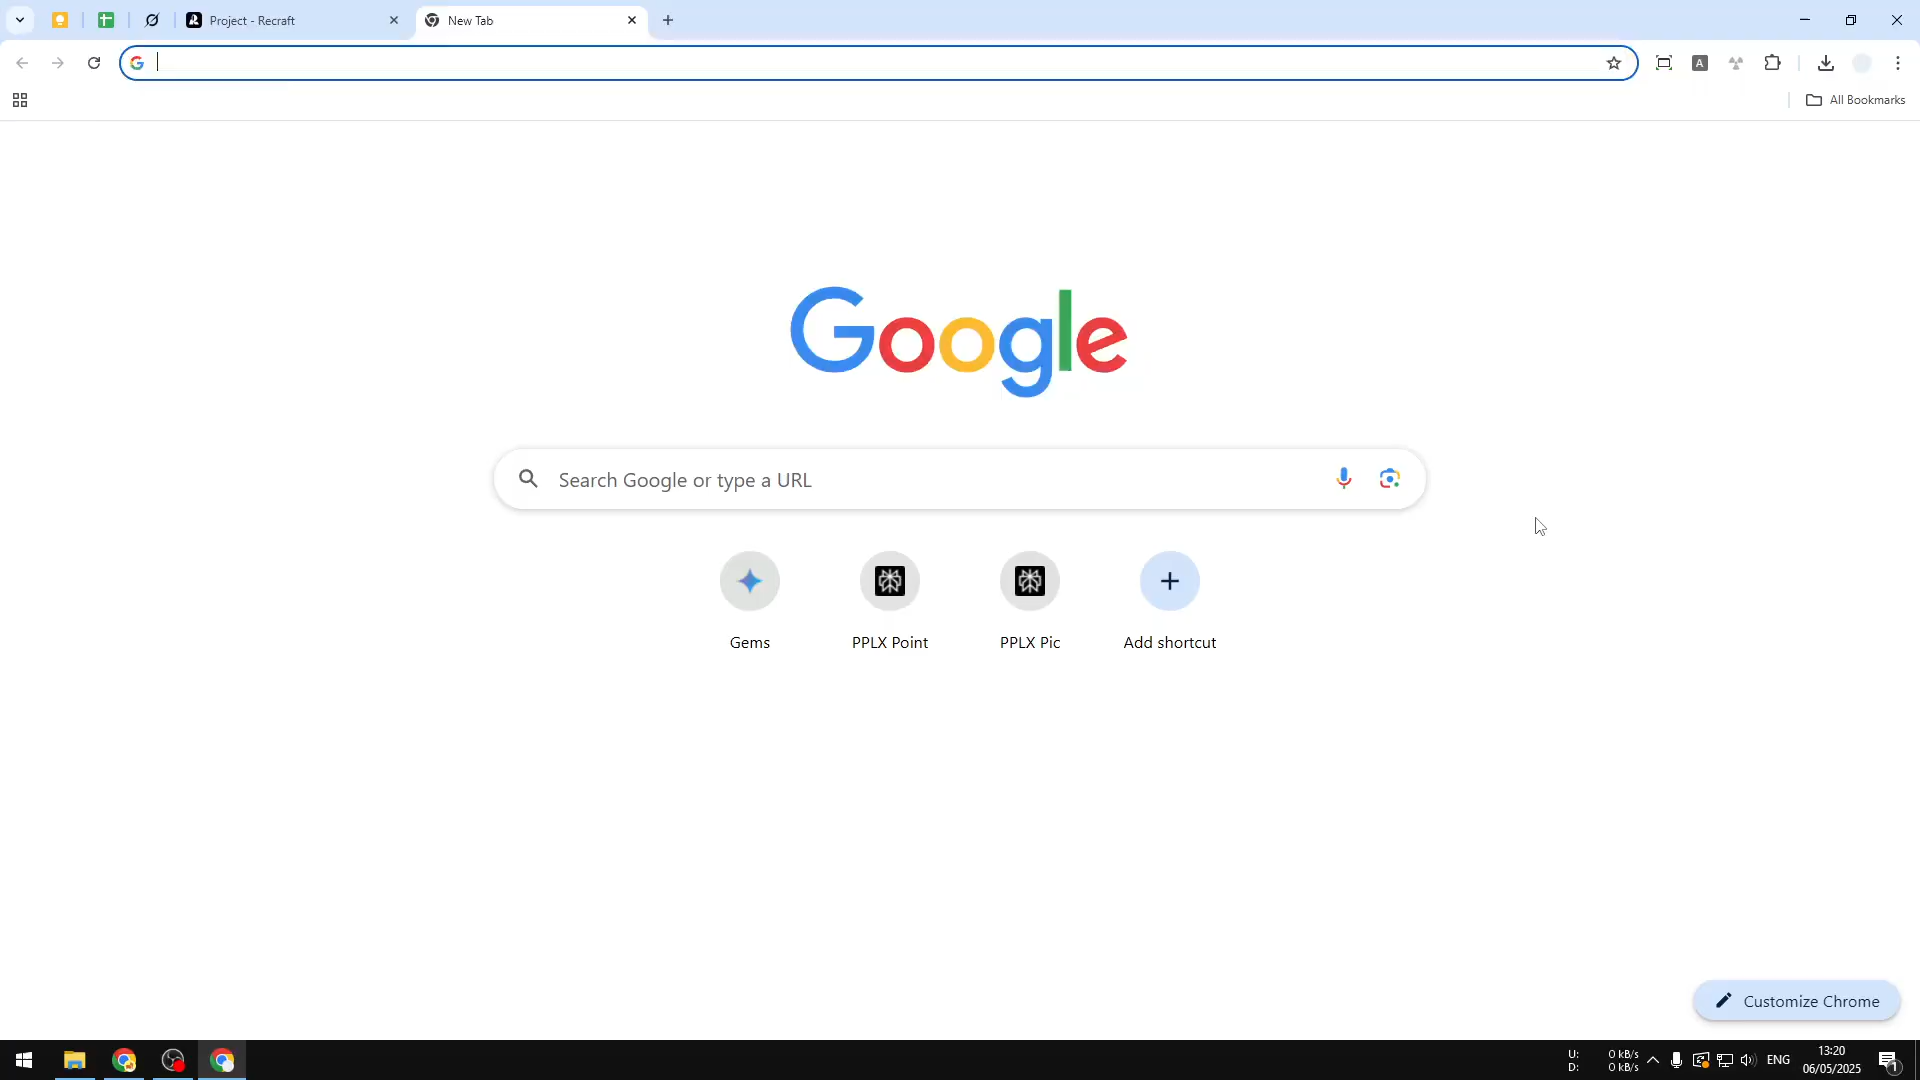 Project - Recraft
New Tab
All Bookmarks
Google
Search Google or type a URL
Gems
PPLX Point
PPLX Pic
Add shortcut
Customize Chrome
U: 0 kB/s
D: 0 kB/s
ENG
13:20
06/05/2025
1
A